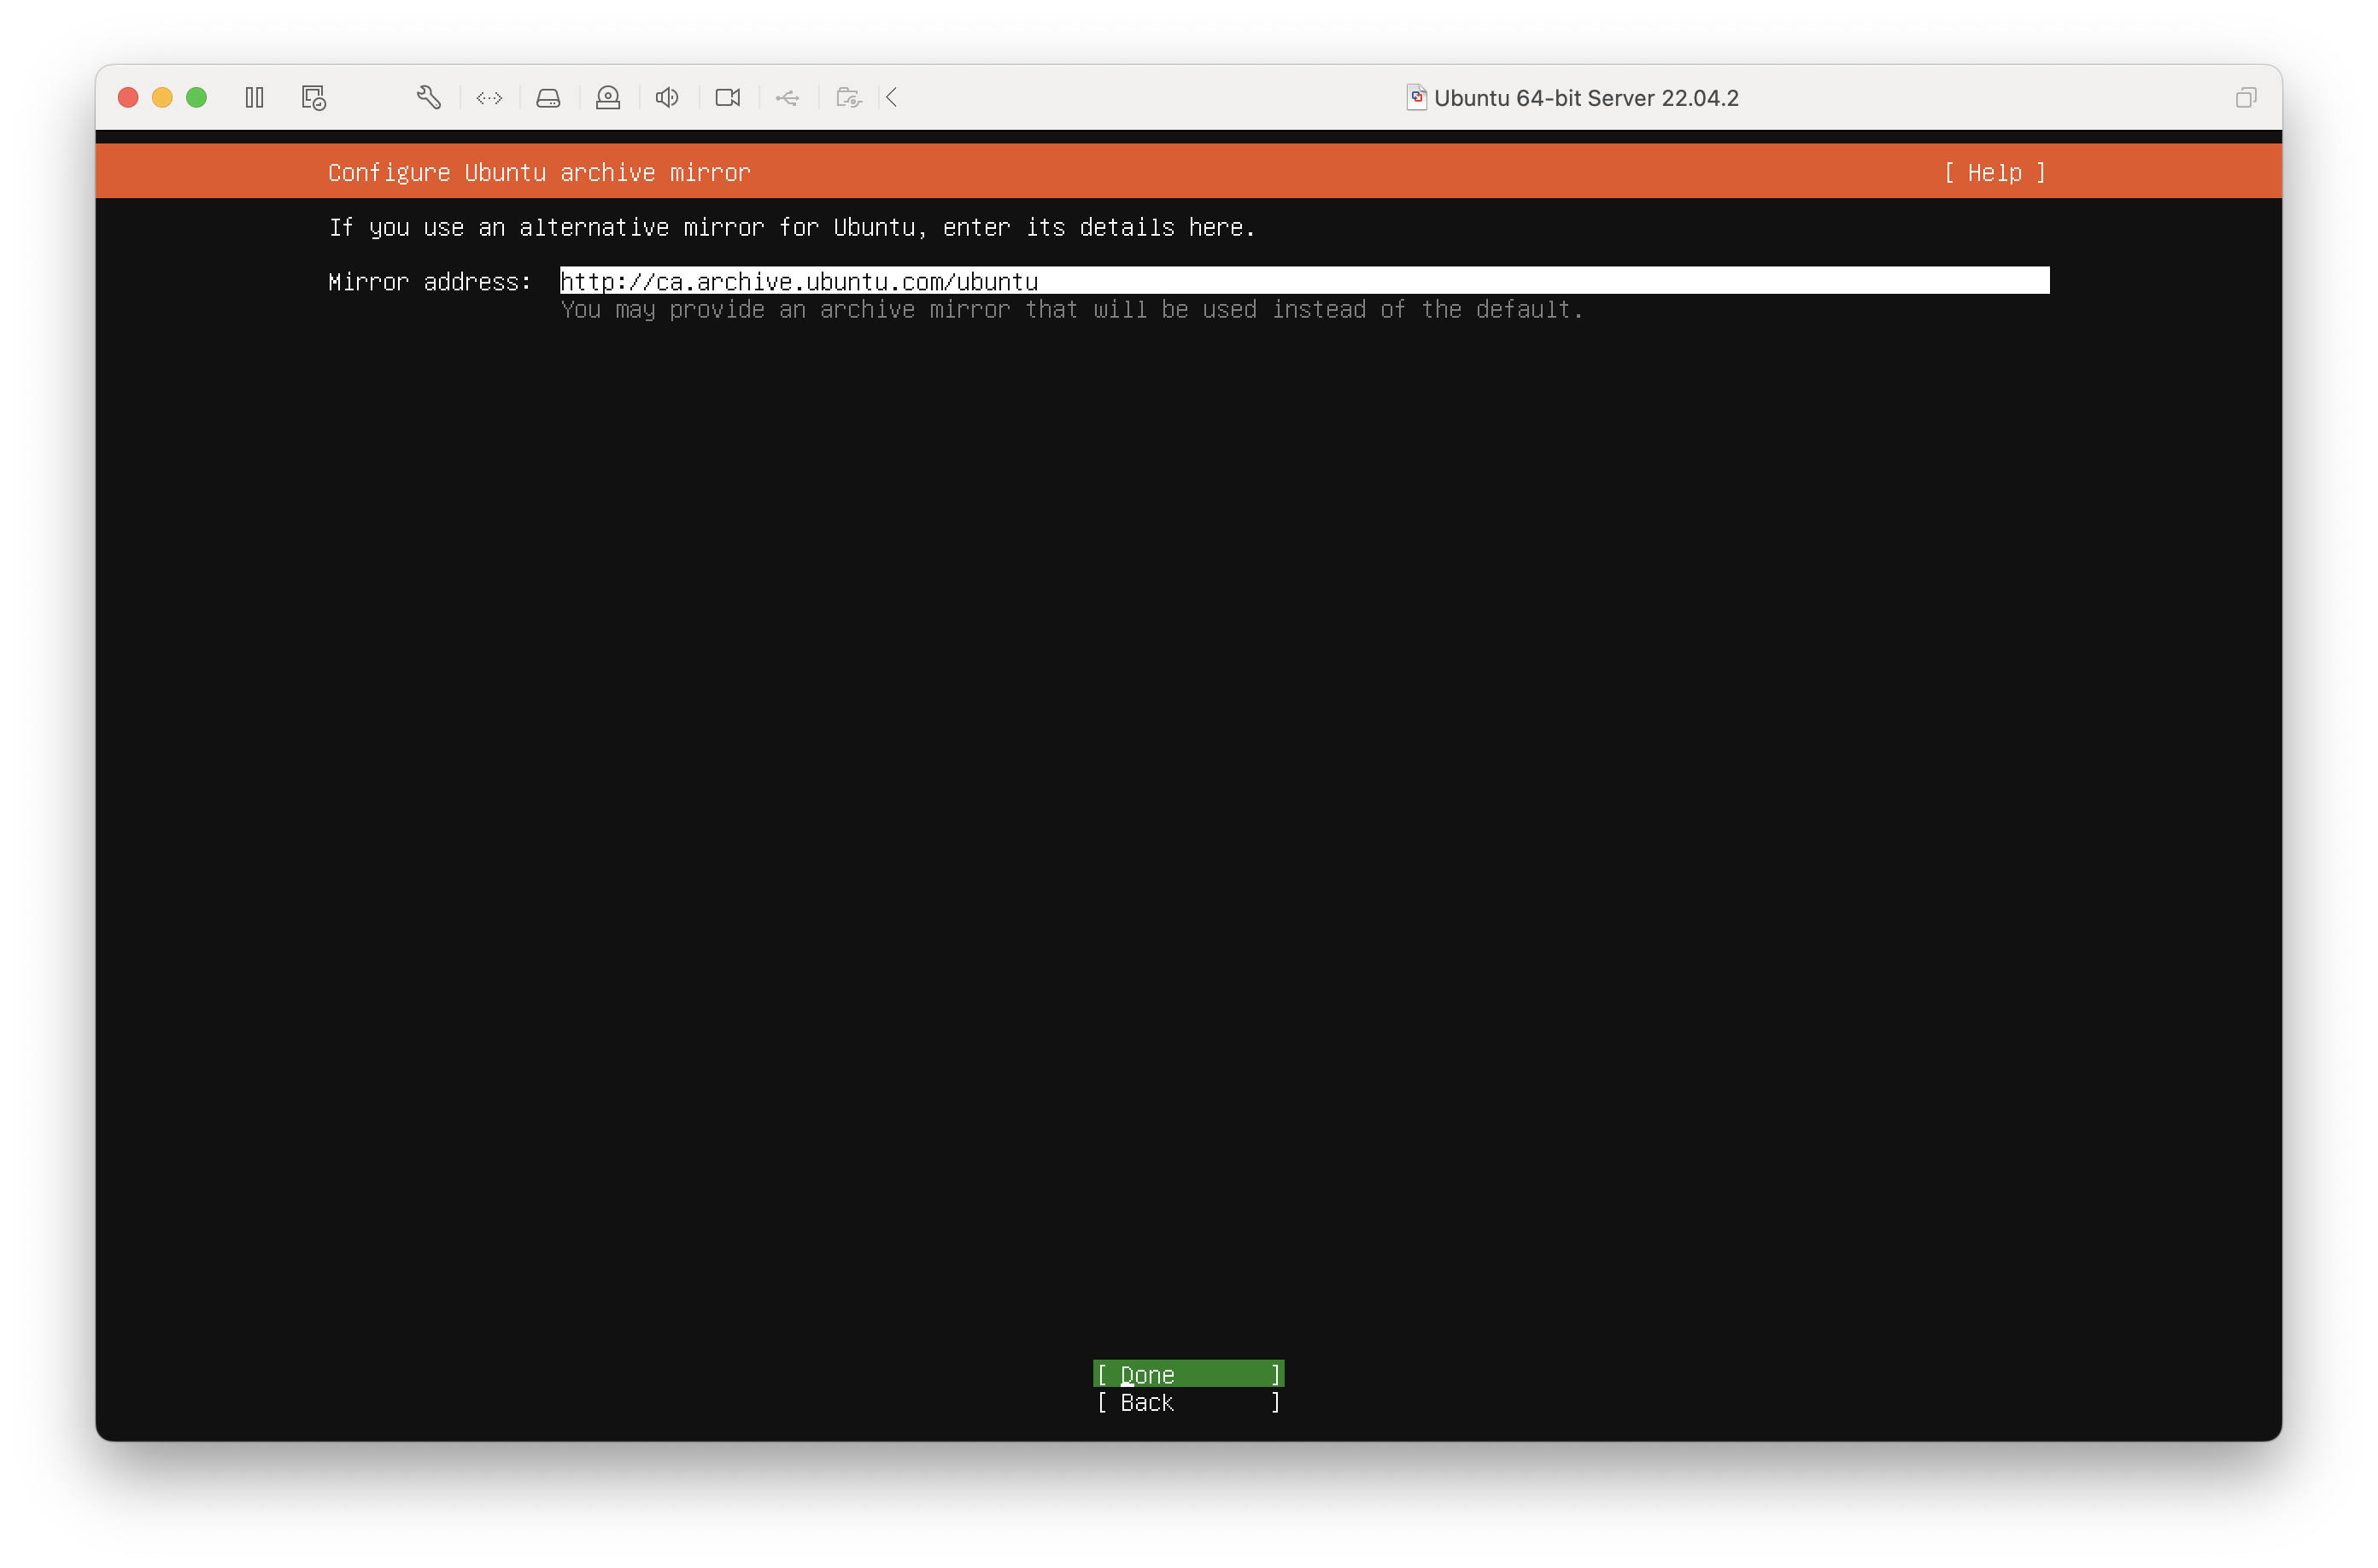 Ubuntu 64-bit Server 22.04.2
Configure Ubuntu archive mirror [ Help ]
If you use an alternative mirror for Ubuntu, enter its details here.
Mirror address: http://ca.archive.ubuntu.com/ubuntu
You may provide an archive mirror that will be used instead of the default.
[ Done ]
[ Back ]